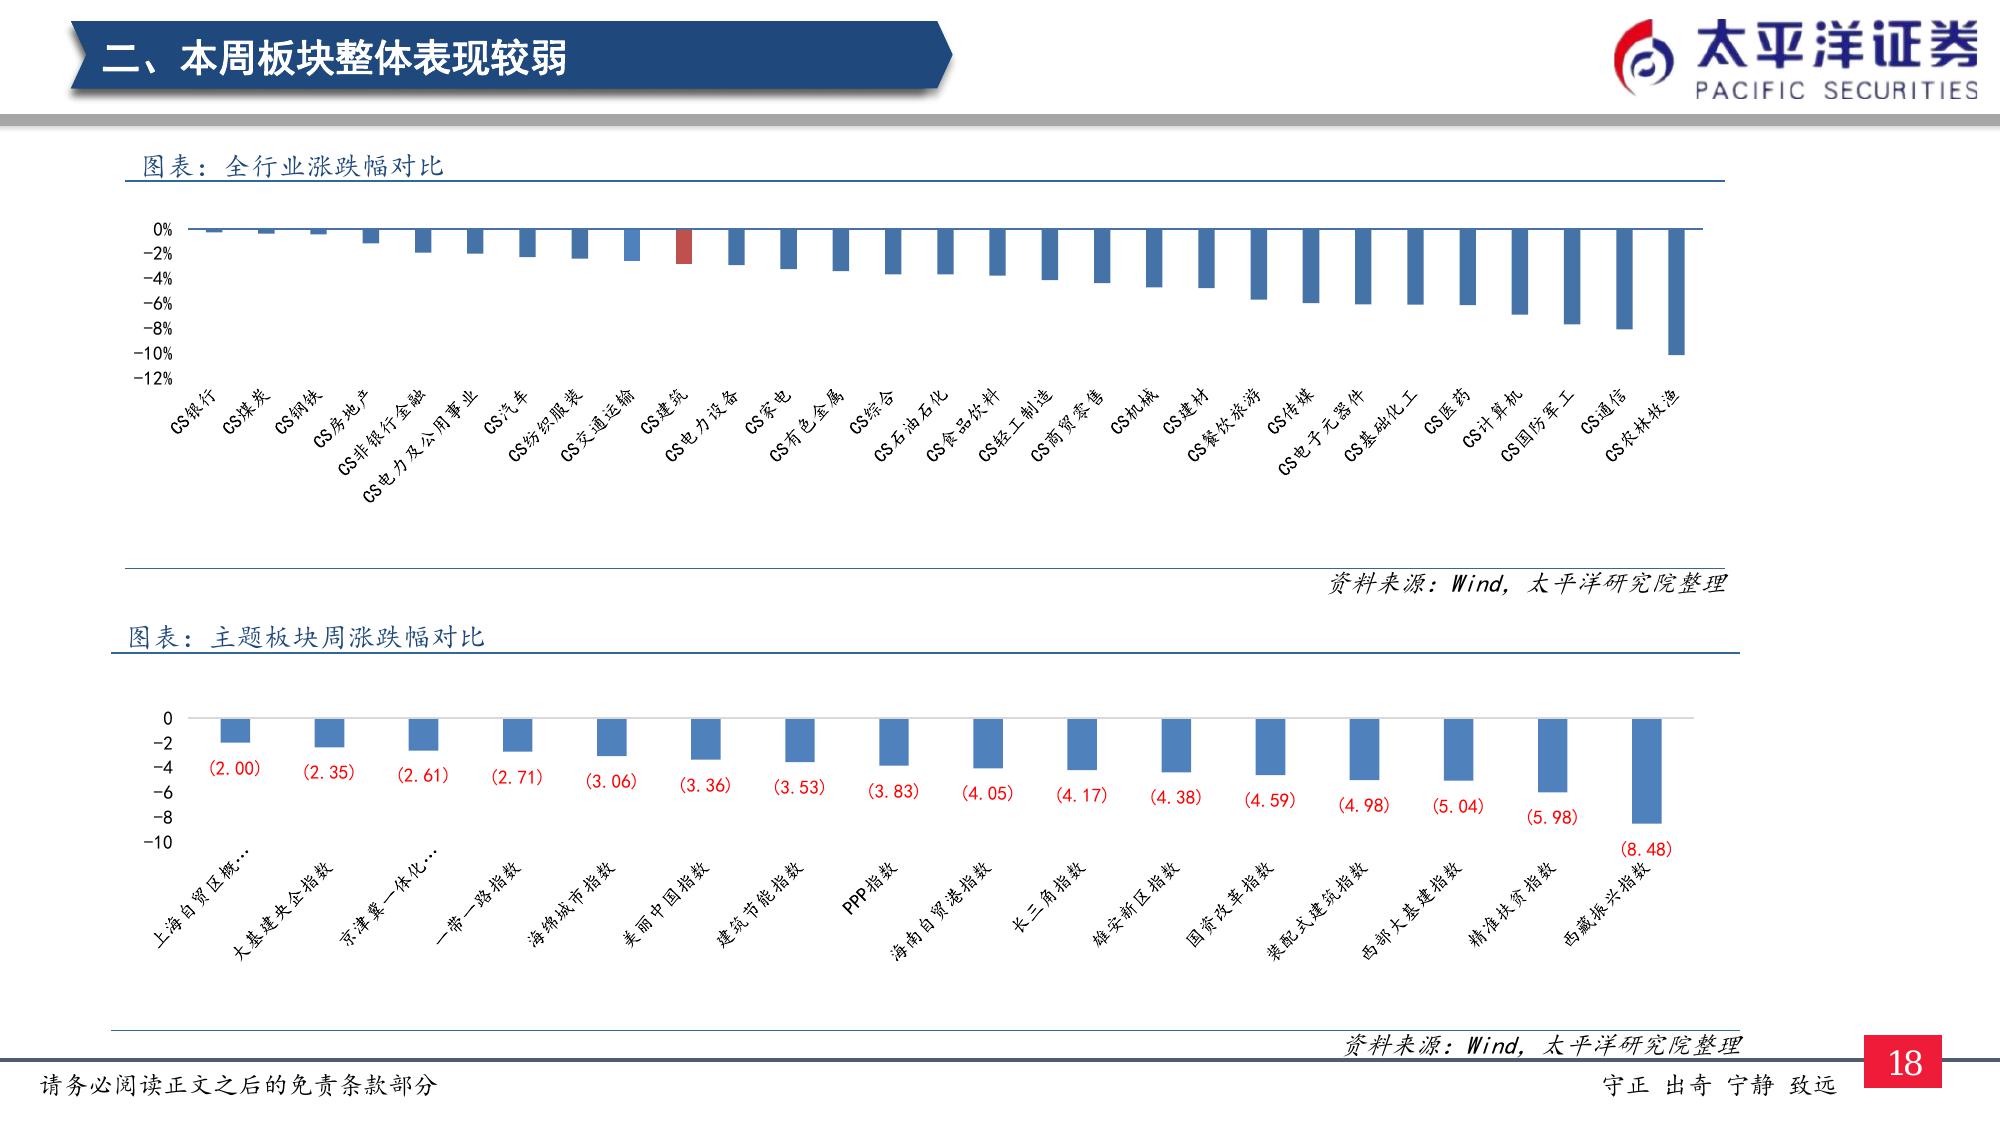 二、本周板块整体表现较弱
太平洋证券
PACIFIC SECURITIES
图表：全行业涨跌幅对比
0%
-2%
-4%
-6%
-8%
-10%
-12%
CS银行
CS煤炭
CS钢铁
CS房地产
CS非银行金融
CS电力及公用事业
CS汽车
CS纺织服装
CS交通运输
CS建筑
CS电力设备
CS家电
CS有色金属
CS综合
CS石油石化
CS食品饮料
CS轻工制造
CS商贸零售
CS机械
CS建材
CS餐饮旅游
CS传媒
CS电子元器件
CS基础化工
CS医药
CS计算机
CS国防军工
CS通信
CS农林牧渔
资料来源：Wind，太平洋研究院整理
图表：主题板块周涨跌幅对比
0
-2
-4
-6
-8
-10
(2.00)
(2.35)
(2.61)
(2.71)
(3.06)
(3.36)
(3.53)
(3.83)
(4.05)
(4.17)
(4.38)
(4.59)
(4.98)
(5.04)
(5.98)
(8.48)
上海自贸区概…
大基建央企指数
京津冀一体化…
一带一路指数
海绵城市指数
美丽中国指数
建筑节能指数
PPP指数
海南自贸港指数
长三角指数
雄安新区指数
国资改革指数
装配式建筑指数
西部大基建指数
精准扶贫指数
西藏振兴指数
资料来源：Wind，太平洋研究院整理
请务必阅读正文之后的免责条款部分
守正 出奇 宁静 致远
18